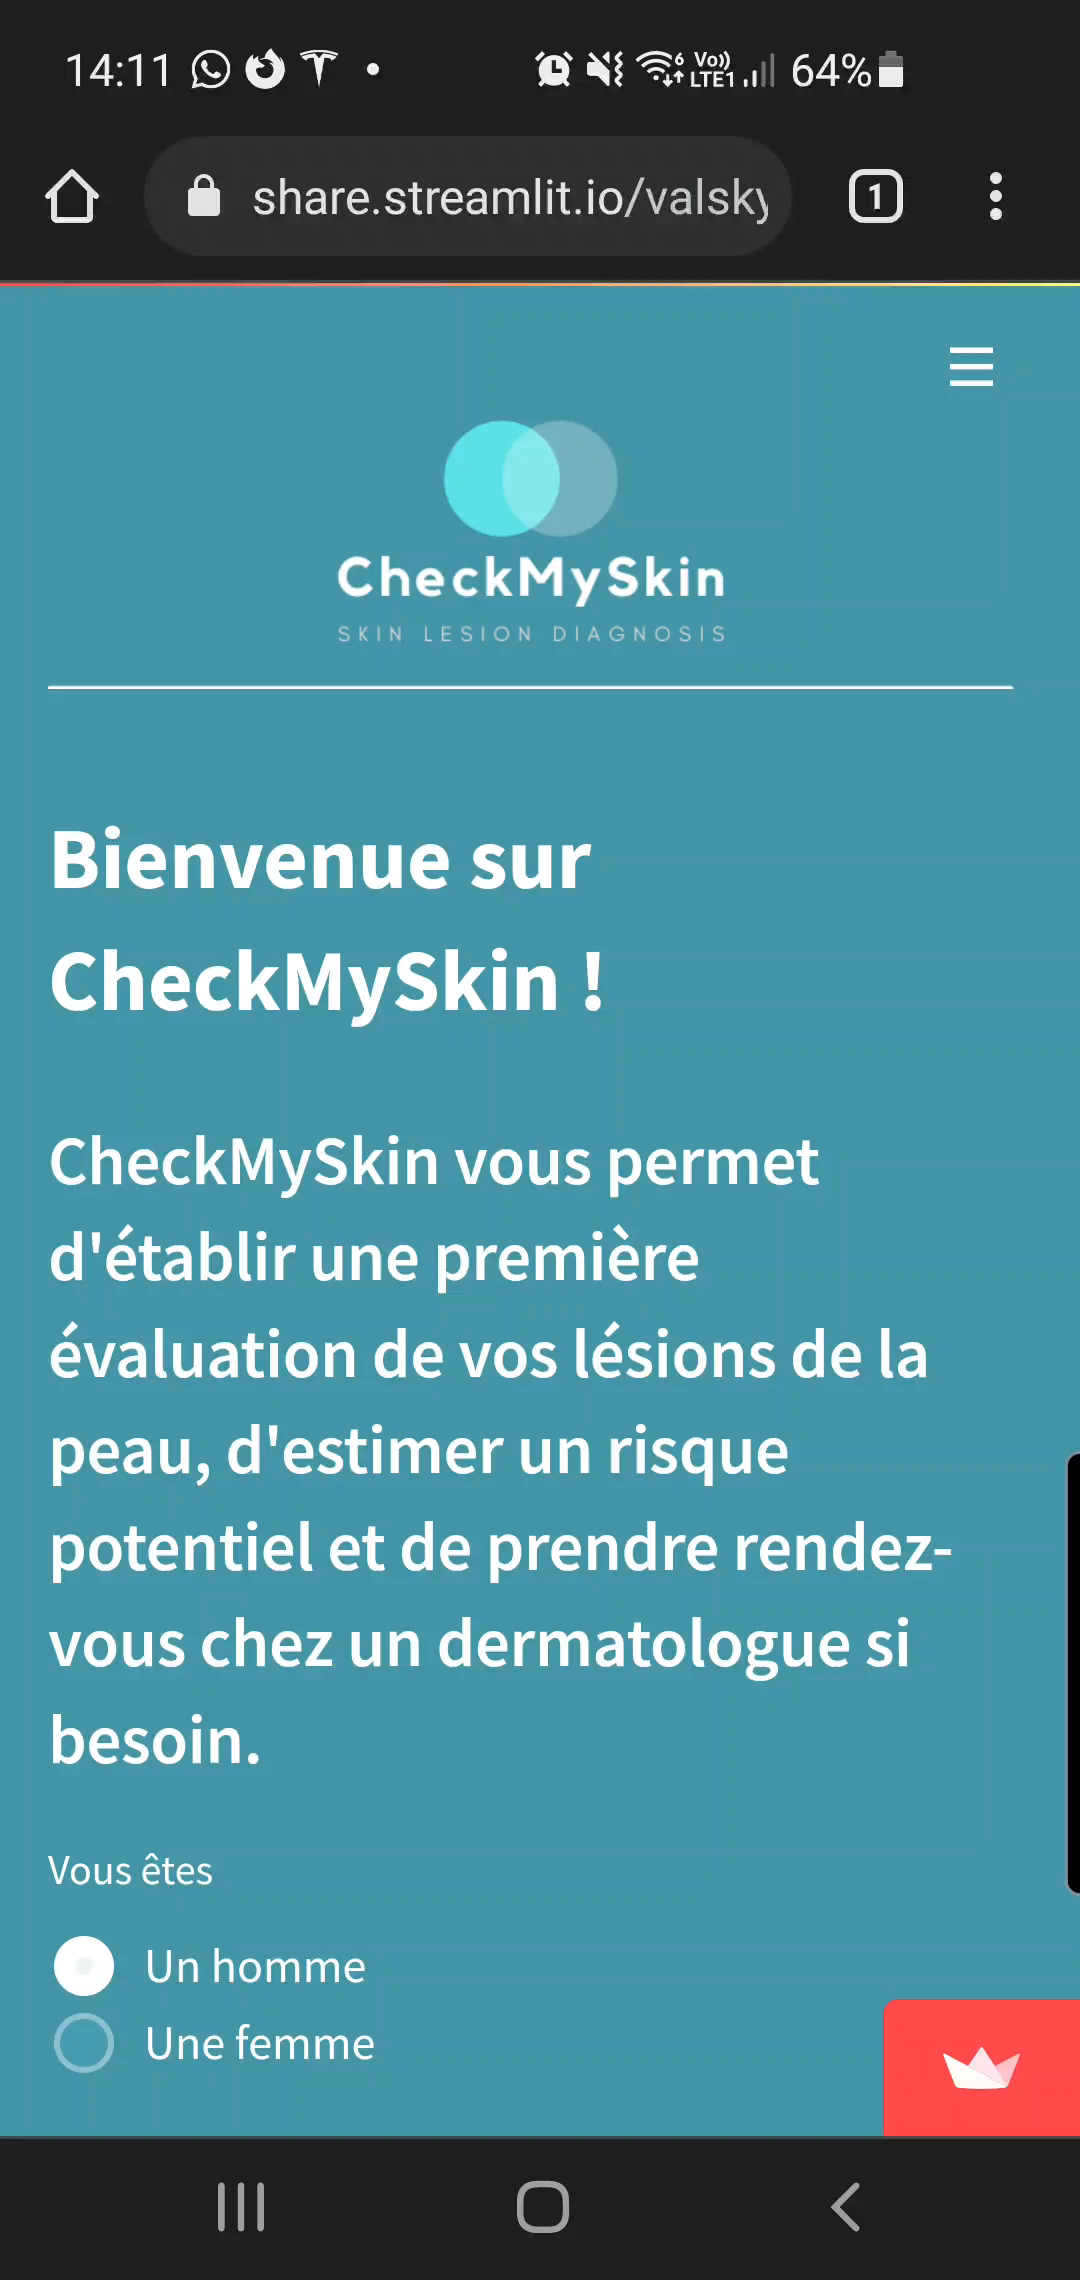 14:11
Vo)) LTE1
64%
share.streamlit.io/valsky
1
CheckMySkin
SKIN LESION DIAGNOSIS
Bienvenue sur
CheckMySkin !
CheckMySkin vous permet
d'établir une première
évaluation de vos lésions de la
peau, d'estimer un risque
potentiel et de prendre rendez-
vous chez un dermatologue si
besoin.
Vous êtes
Un homme
Une femme